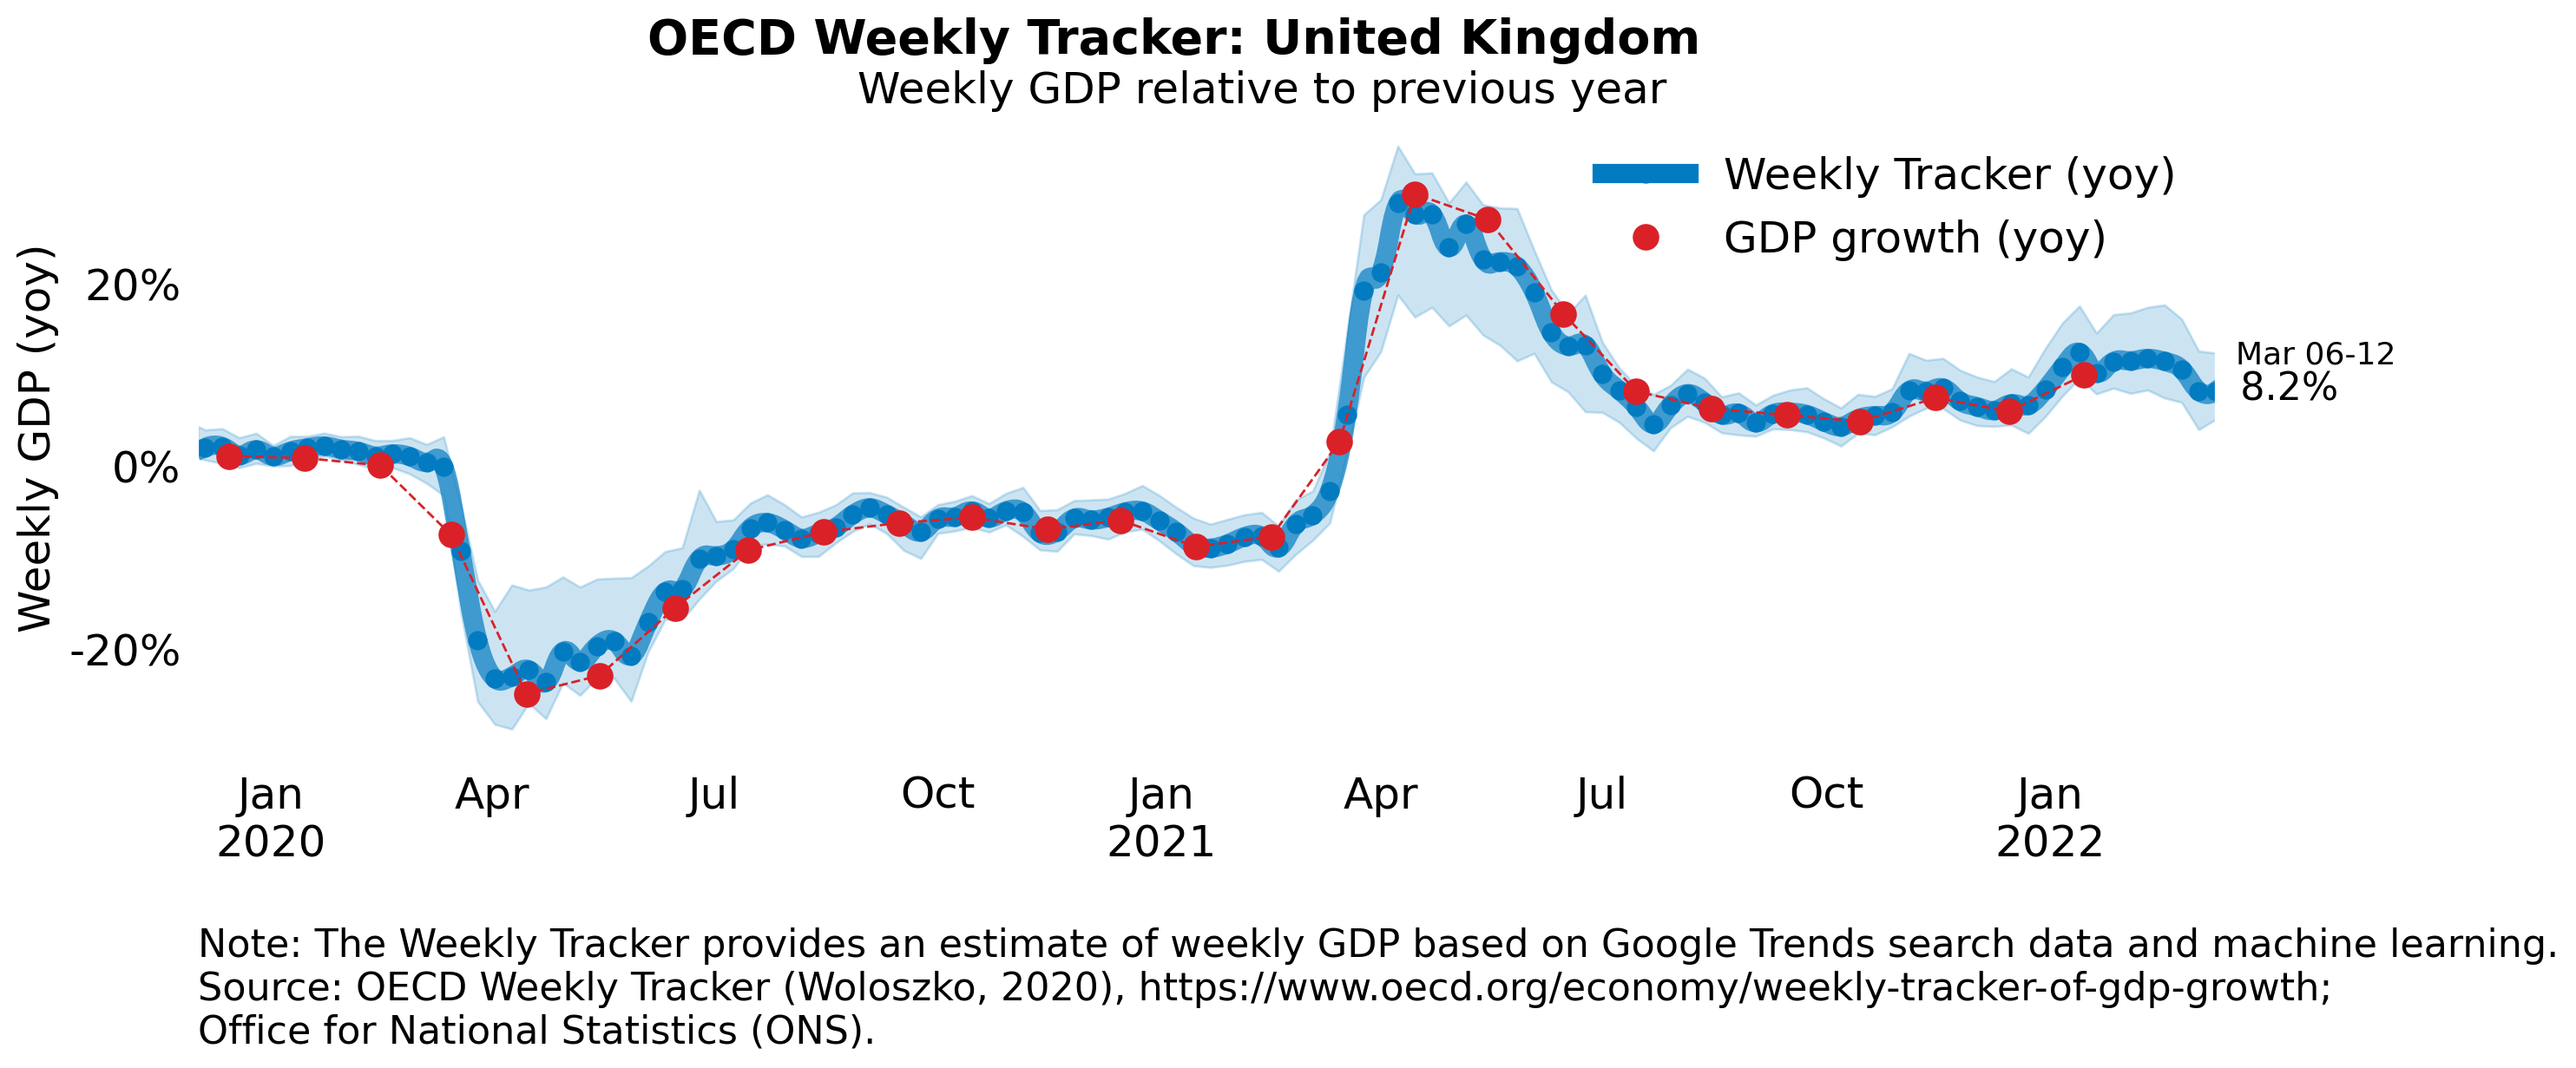 OECD Weekly Tracker: United Kingdom
Weekly GDP relative to previous year
Weekly Tracker (yoy)
GDP growth (yoy)
Weekly GDP (yoy)
20%
0%
-20%
Mar 06-12
8.2%
Jan
2020
Apr
Jul
Oct
Jan
2021
Apr
Jul
Oct
Jan
2022
Note: The Weekly Tracker provides an estimate of weekly GDP based on Google Trends search data and machine learning.
Source: OECD Weekly Tracker (Woloszko, 2020), https://www.oecd.org/economy/weekly-tracker-of-gdp-growth;
Office for National Statistics (ONS).